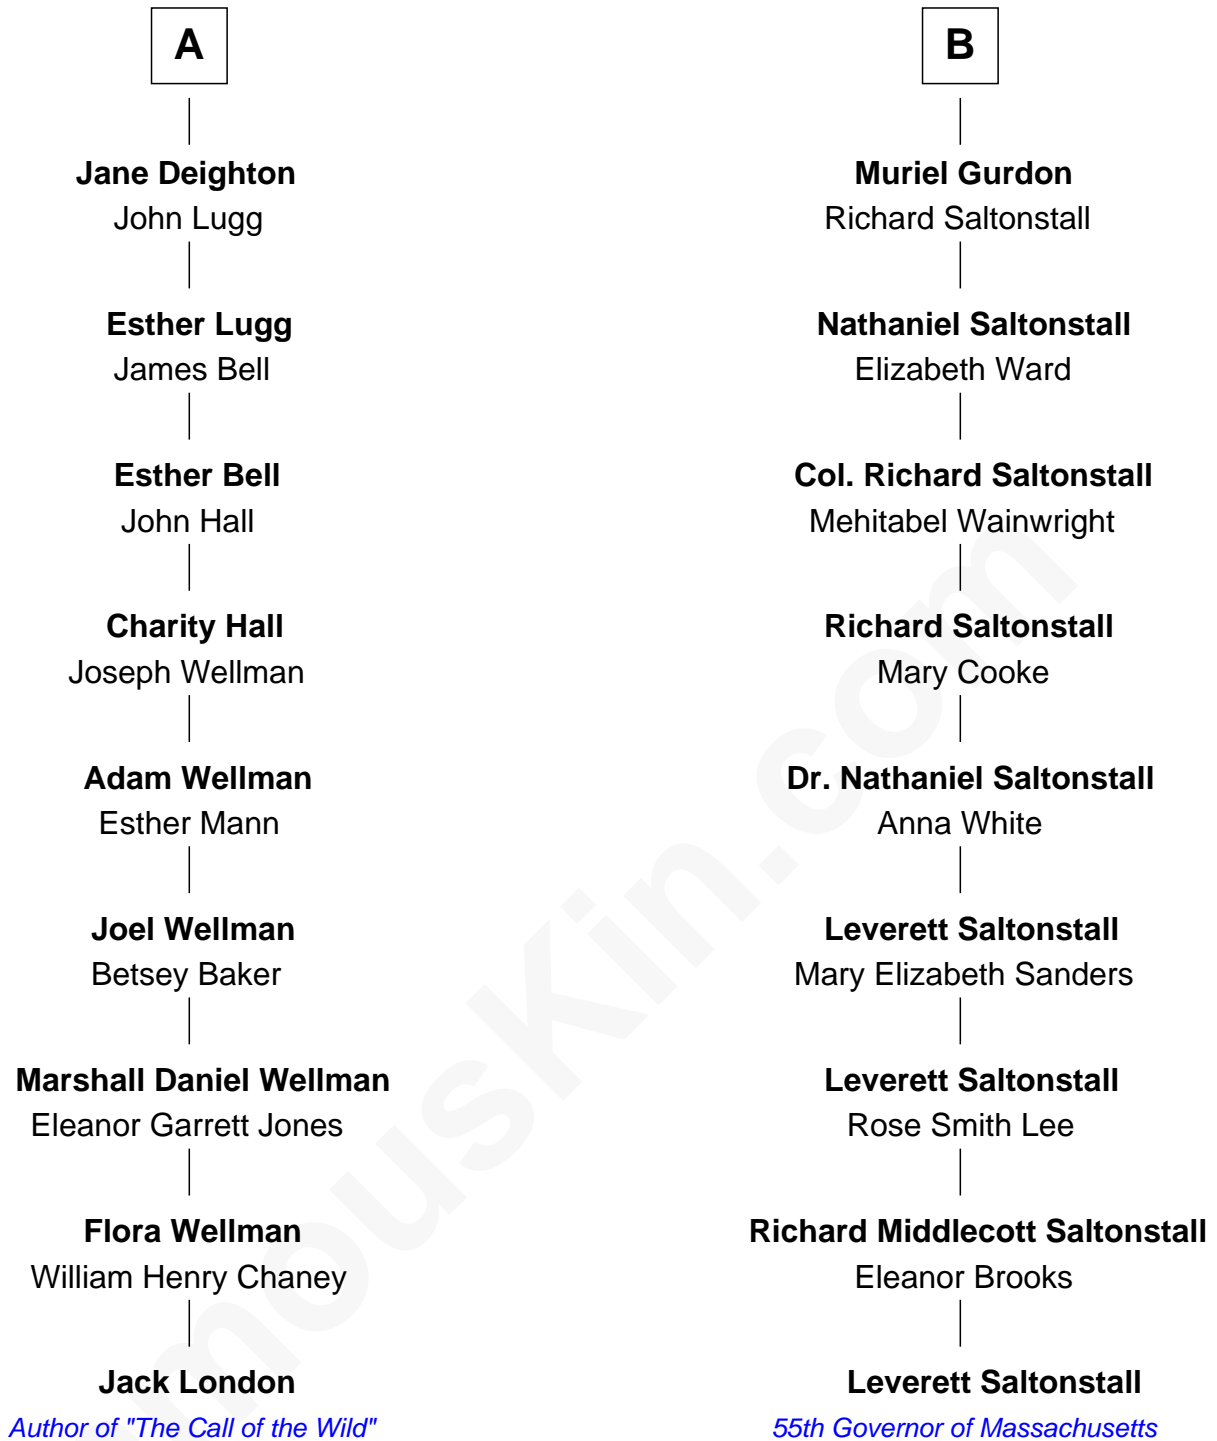 A
Jane Deighton
John Lugg
Esther Lugg
James Bell
Esther Bell
John Hall
Charity Hall
Joseph Wellman
Adam Wellman
Esther Mann
Joel Wellman
Betsey Baker
Marshall Daniel Wellman
Eleanor Garrett Jones
Flora Wellman
William Henry Chaney
Jack London
Author of "The Call of the Wild"
B
Muriel Gurdon
Richard Saltonstall
Nathaniel Saltonstall
Elizabeth Ward
Col. Richard Saltonstall
Mehitabel Wainwright
Richard Saltonstall
Mary Cooke
Dr. Nathaniel Saltonstall
Anna White
Leverett Saltonstall
Mary Elizabeth Sanders
Leverett Saltonstall
Rose Smith Lee
Richard Middlecott Saltonstall
Eleanor Brooks
Leverett Saltonstall
55th Governor of Massachusetts
mouskin.com